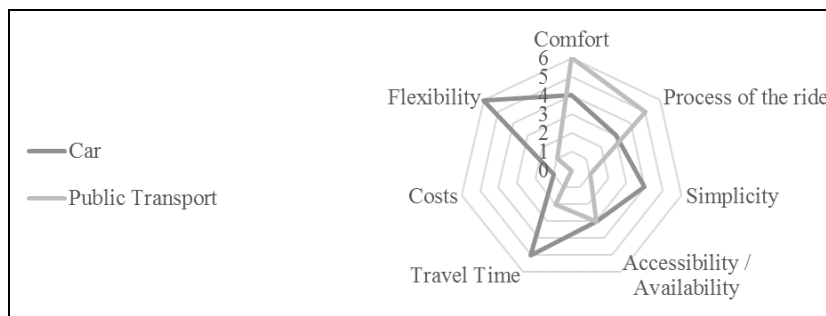 Comfort
6
5
4
3
2
1
0
Process of the ride
Simplicity
Accessibility /
Availability
Travel Time
Costs
Flexibility
Car
Public Transport